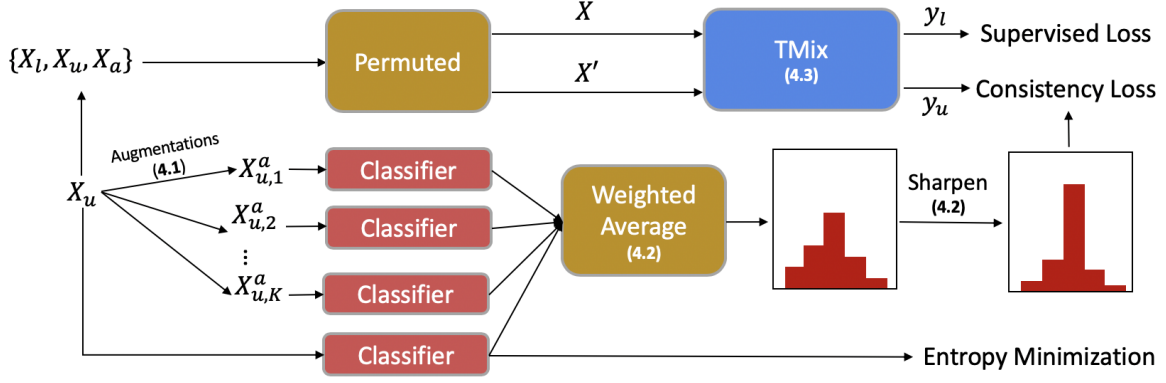 {X_l, X_u, X_a}
Permuted
X
X′
TMix
(4.3)
y_l
y_u
Supervised Loss
Consistency Loss
X_u
Augmentations
(4.1)
X^a_{u,1}
X^a_{u,2}
⋮
X^a_{u,K}
Classifier
Classifier
Classifier
Classifier
Weighted
Average
(4.2)
Sharpen
(4.2)
Entropy Minimization